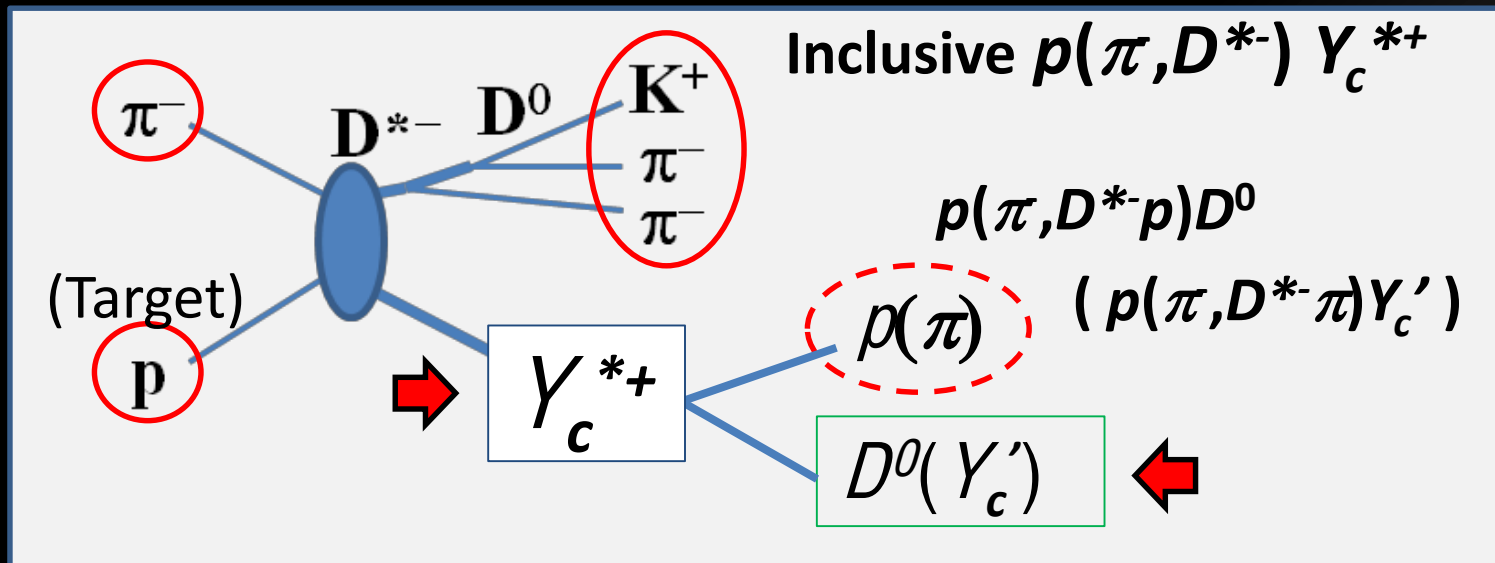 Inclusive p(π-,D*-) Yc*+
π−
D*−
D0
K+
π−
π−
p(π-,D*-p)D0
(Target)
p
p(π)
( p(π-,D*-π)Yc’ )
Yc*+
D0( Yc’)